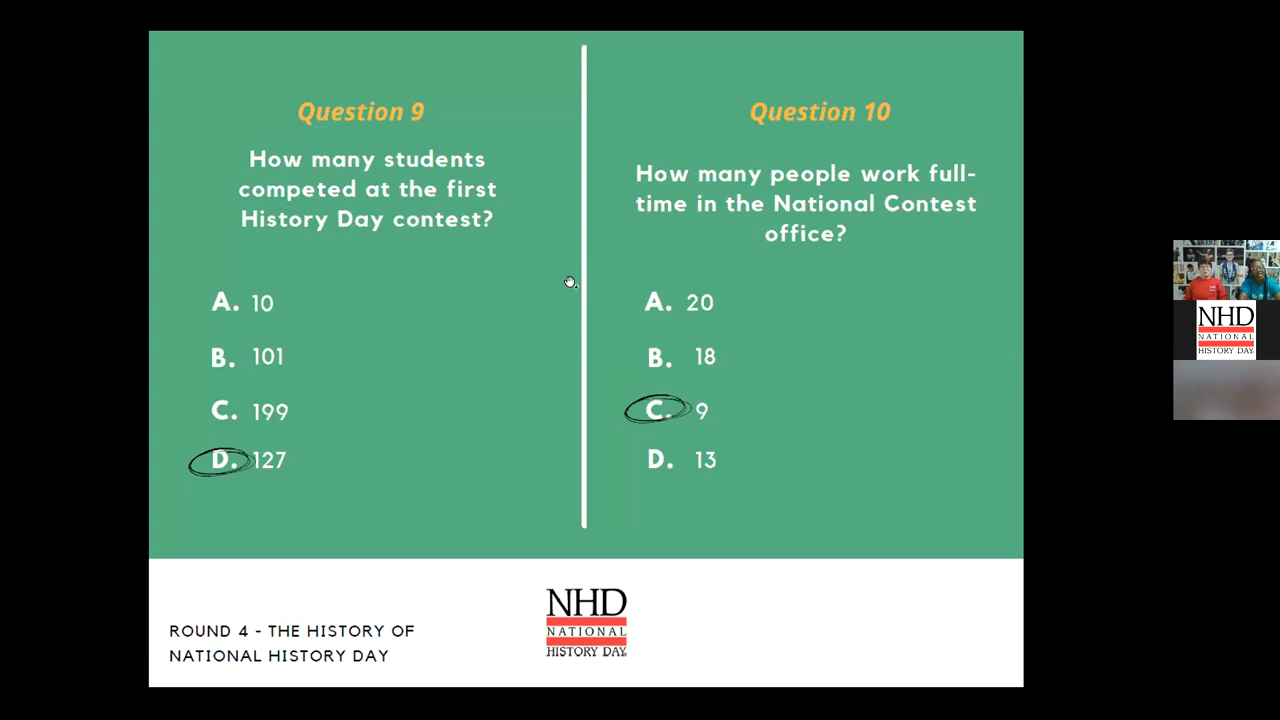 Question 9
How many students
competed at the first
History Day contest?
A. 10
B. 101
C. 199
D. 127
Question 10
How many people work full-
time in the National Contest
office?
A. 20
B. 18
C. 9
D. 13
ROUND 4 - THE HISTORY OF
NATIONAL HISTORY DAY
NHD
NATIONAL
HISTORY DAY
NHD
NATIONAL
HISTORY DAY